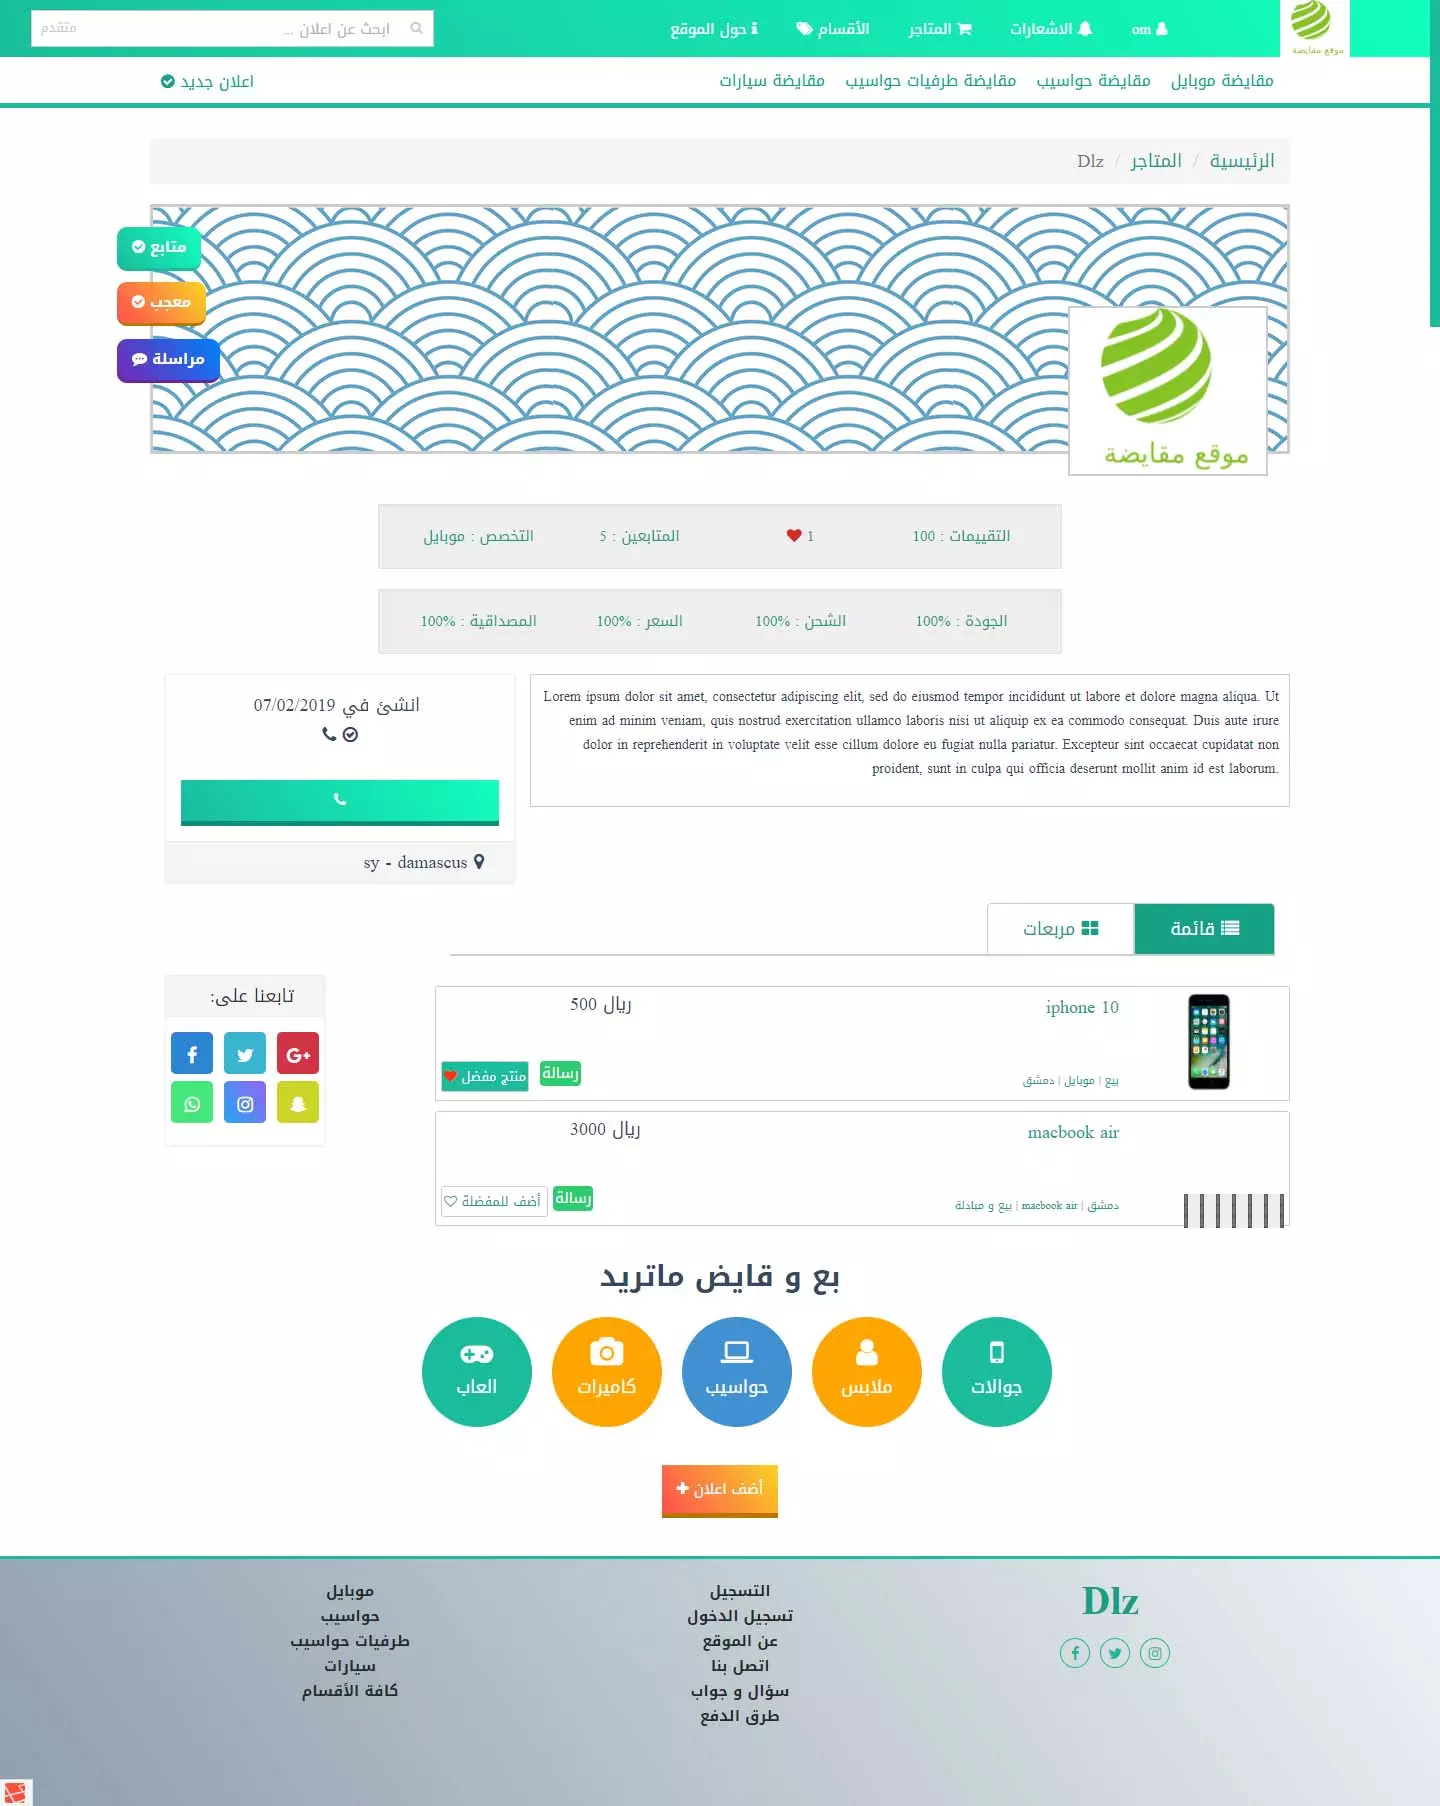 موقع مقايضة
om
الاشعارات
المتاجر
الأقسام
حول الموقع
ابحث عن اعلان ...
متقدم
مقايضة موبايل
مقايضة حواسيب
مقايضة طرفيات حواسيب
مقايضة سيارات
اعلان جديد
الرئيسية / المتاجر / Dlz
متابع
معجب
مراسلة
موقع مقايضة
التقييمات : 100
1
المتابعين : 5
التخصص : موبايل
الجودة : %100
الشحن : %100
السعر : %100
المصداقية : %100
Lorem ipsum dolor sit amet, consectetur adipiscing elit, sed do eiusmod tempor incididunt ut labore et dolore magna aliqua. Ut
enim ad minim veniam, quis nostrud exercitation ullamco laboris nisi ut aliquip ex ea commodo consequat. Duis aute irure
dolor in reprehenderit in voluptate velit esse cillum dolore eu fugiat nulla pariatur. Excepteur sint occaecat cupidatat non
proident, sunt in culpa qui officia deserunt mollit anim id est laborum.
انشئ في 07/02/2019
sy - damascus
قائمة
مربعات
iphone 10
ريال 500
بيع | موبايل | دمشق
رسالة
منتج مفضل
macbook air
ريال 3000
دمشق | macbook air | بيع و مبادلة
رسالة
أضف للمفضلة
تابعنا على:
G+
بع و قايض ماتريد
جوالات
ملابس
حواسيب
كاميرات
العاب
أضف اعلان
Dlz
التسجيل
تسجيل الدخول
عن الموقع
اتصل بنا
سؤال و جواب
طرق الدفع
موبايل
حواسيب
طرفيات حواسيب
سيارات
كافة الأقسام